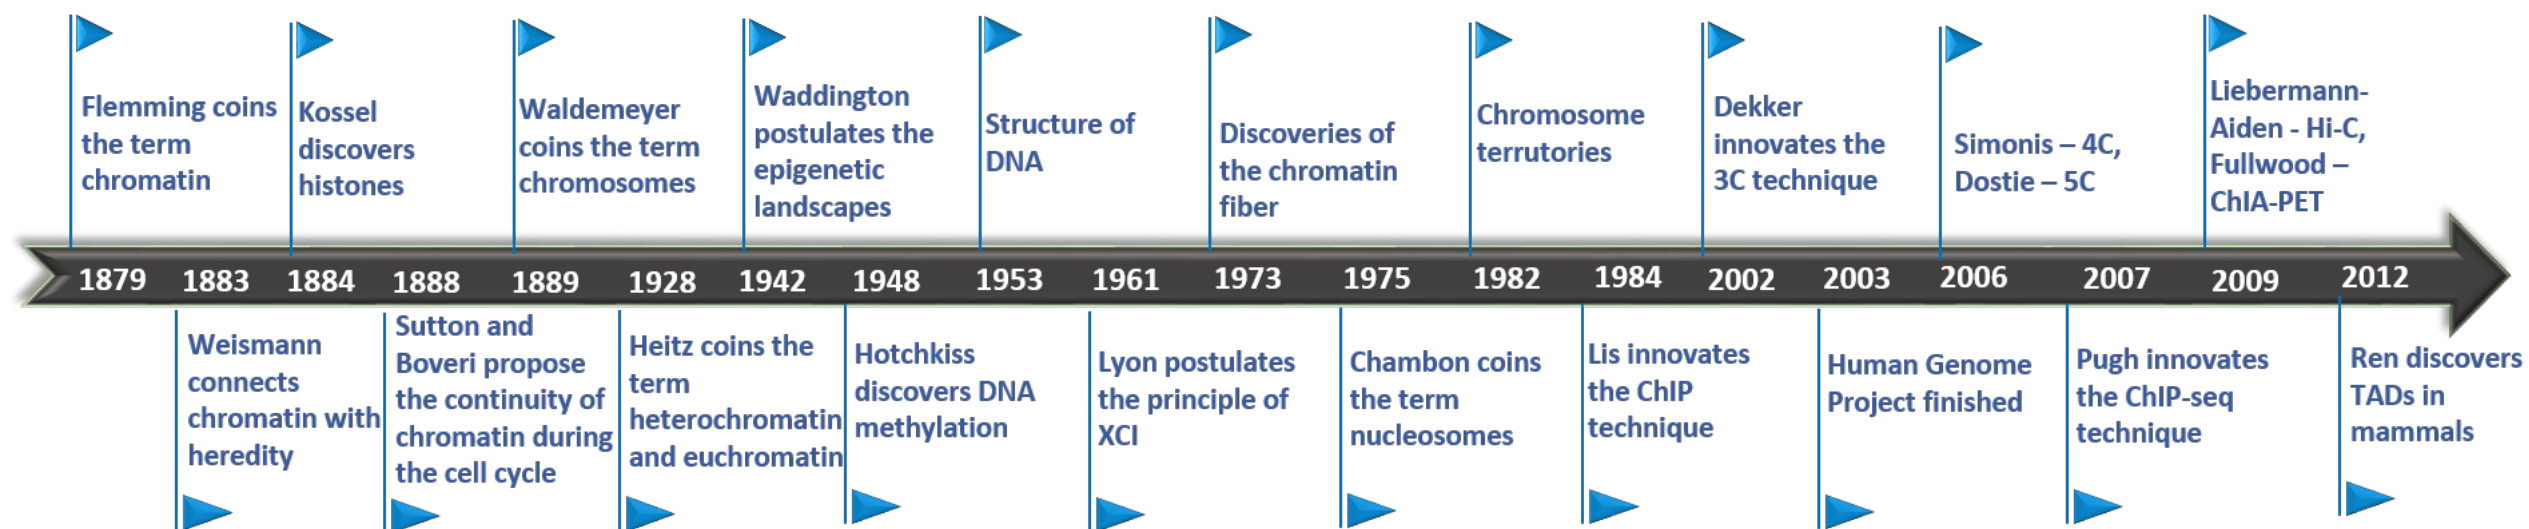 Flemming coins
the term
chromatin
Kossel
discovers
histones
Waldemeyer
coins the term
chromosomes
Waddington
postulates the
epigenetic
landscapes
Structure of
DNA
Discoveries of
the chromatin
fiber
Chromosome
terrutories
Dekker
innovates the
3C technique
Simonis – 4C,
Dostie – 5C
Liebermann-
Aiden - Hi-C,
Fullwood –
ChIA-PET
1879 1883 1884 1888 1889 1928 1942 1948 1953 1961 1973 1975 1982 1984 2002 2003 2006 2007 2009 2012
Weismann
connects
chromatin with
heredity
Sutton and
Boveri propose
the continuity of
chromatin during
the cell cycle
Heitz coins the
term
heterochromatin
and euchromatin
Hotchkiss
discovers DNA
methylation
Lyon postulates
the principle of
XCI
Chambon coins
the term
nucleosomes
Lis innovates
the ChIP
technique
Human Genome
Project finished
Pugh innovates
the ChIP-seq
technique
Ren discovers
TADs in
mammals